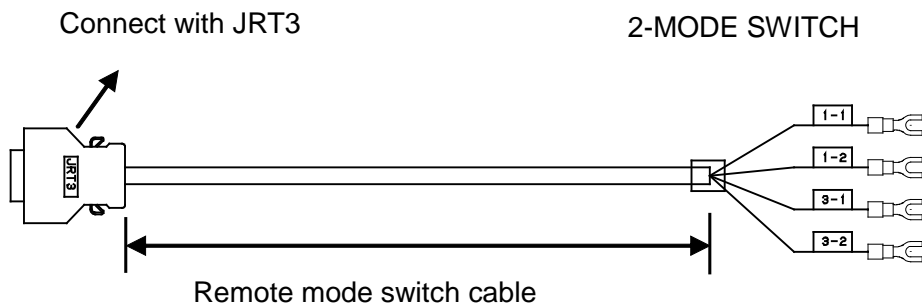 Connect with JRT3
2-MODE SWITCH
JRT3
1-1
1-2
3-1
3-2
Remote mode switch cable